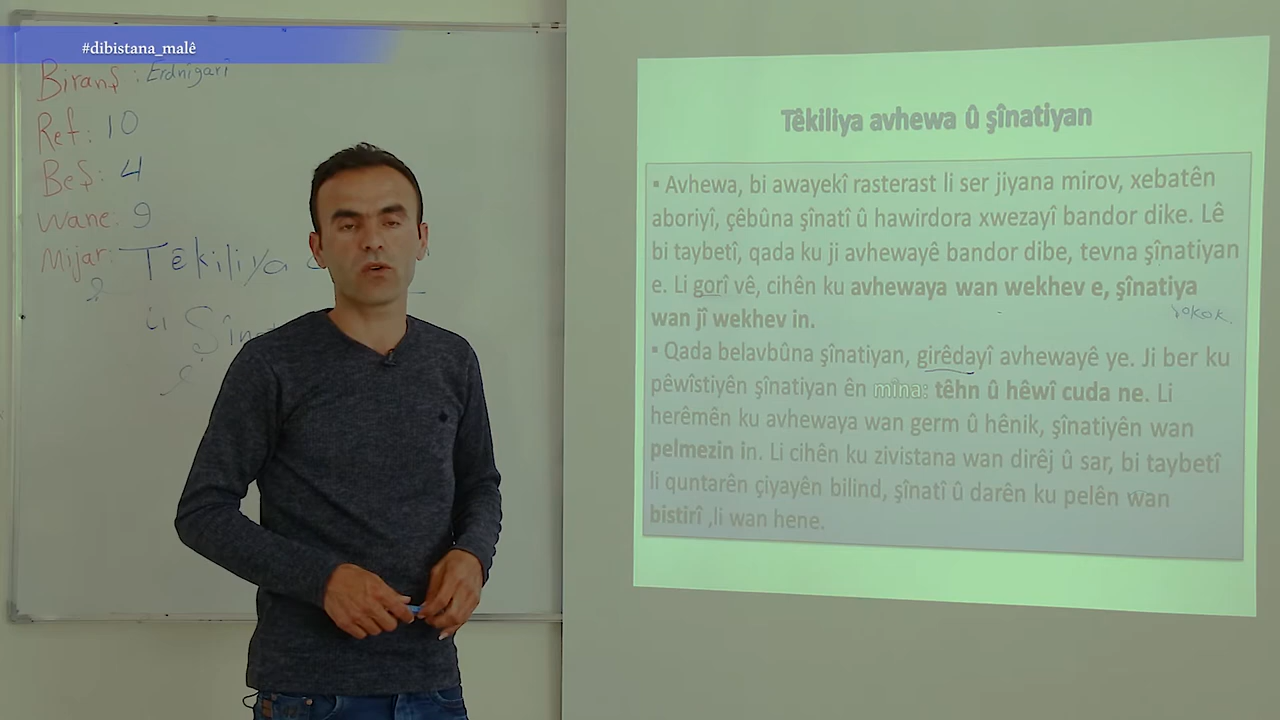 #dibistana_malê
Biranş : Erdnîgarî
Ref: 10
Beş: 4
Wane: 9
Mijar: Têkiliya
û Şînat
Têkiliya avhewa û şînatiyan
▪ Avhewa, bi awayekî rasterast li ser jiyana mirov, xebatên
aboriyî, çêbûna şînatî û hawirdora xwezayî bandor dike. Lê
bi taybetî, qada ku ji avhewayê bandor dibe, tevna şînatiyan
e. Li gorî vê, cihên ku avhewaya wan wekhev e, şînatiya
wan jî wekhev in.
▪ Qada belavbûna şînatiyan, girêdayî avhewayê ye. Ji ber ku
pêwîstiyên şînatiyan ên mîna: têhn û hêwî cuda ne. Li
herêmên ku avhewaya wan germ û hênik, şînatiyên wan
pelmezin in. Li cihên ku zivistana wan dirêj û sar, bi taybetî
li quntarên çiyayên bilind, şînatî û darên ku pelên wan
bistirî ,li wan hene.